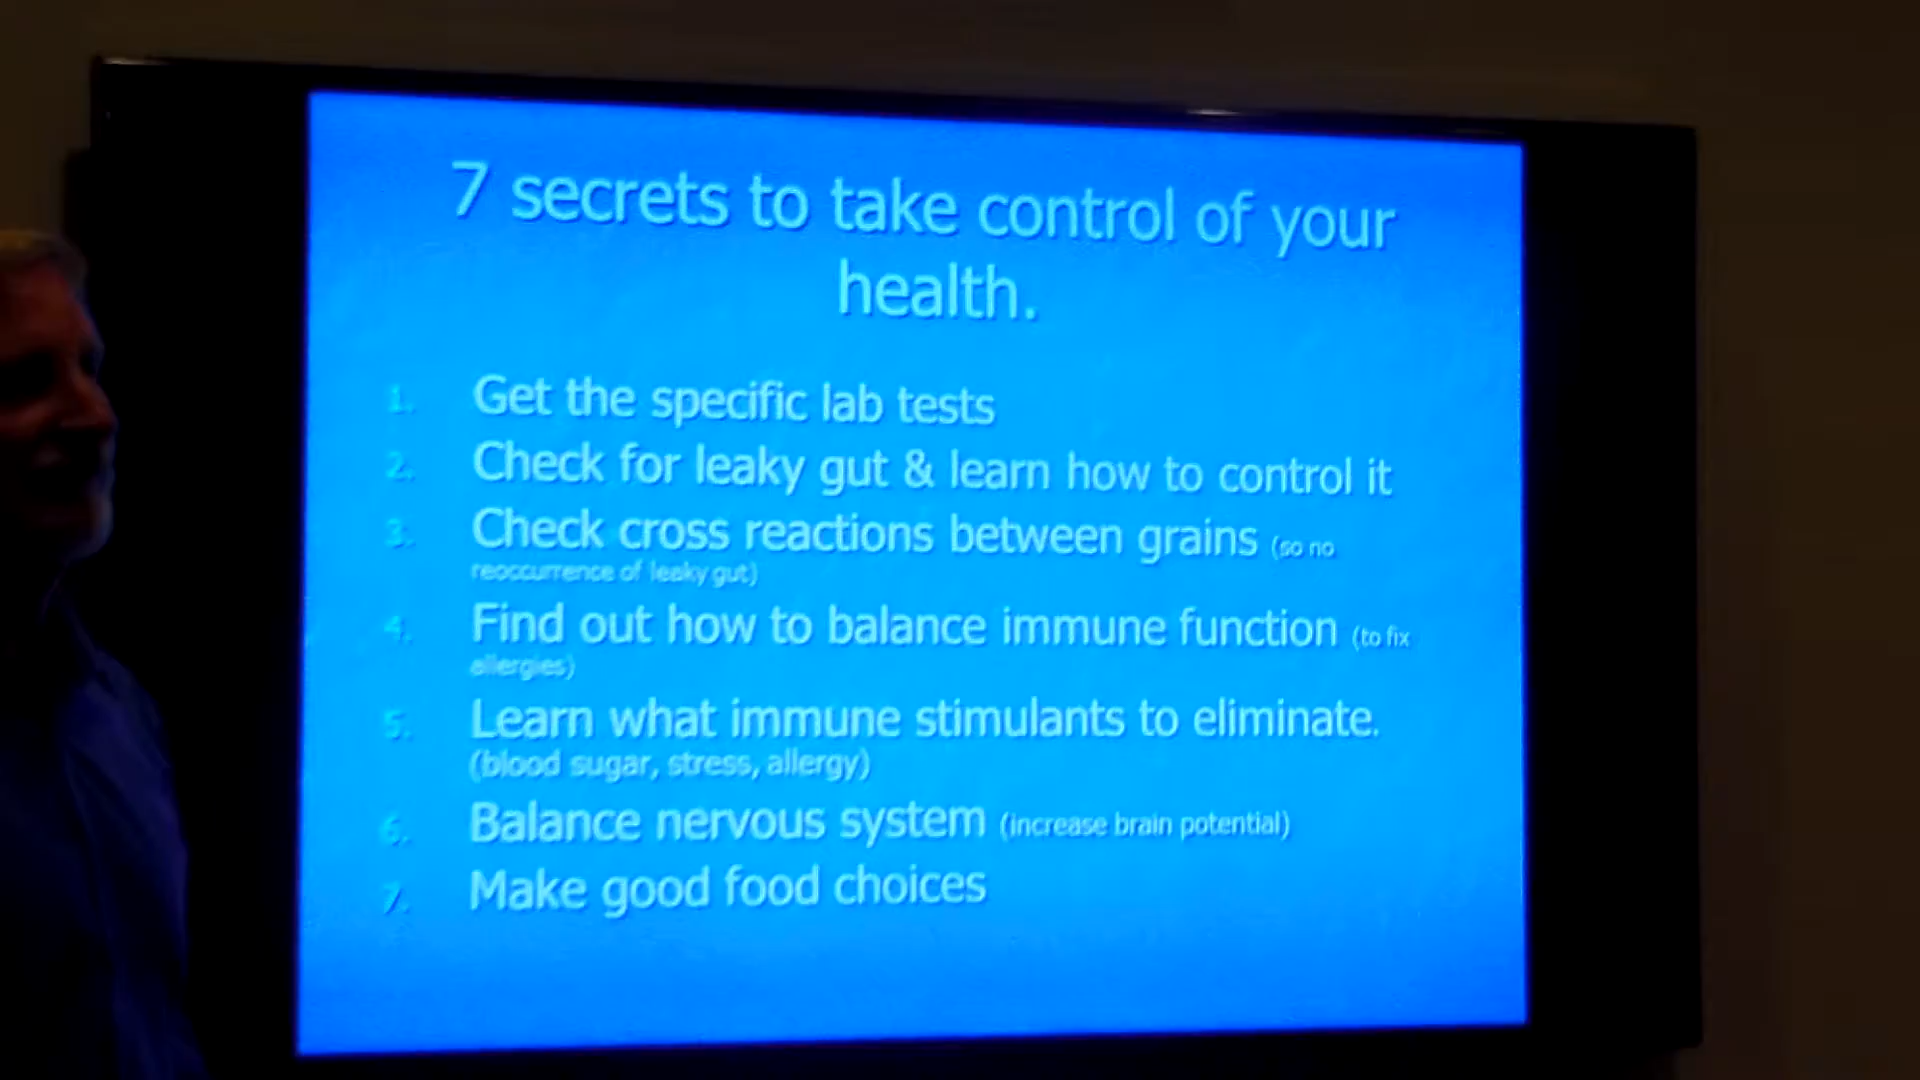 7 secrets to take control of your
health.
1. Get the specific lab tests
2. Check for leaky gut & learn how to control it
3. Check cross reactions between grains (so no
reoccurrence of leaky gut)
4. Find out how to balance immune function (to fix
allergies)
5. Learn what immune stimulants to eliminate.
(blood sugar, stress, allergy)
6. Balance nervous system (increase brain potential)
7. Make good food choices